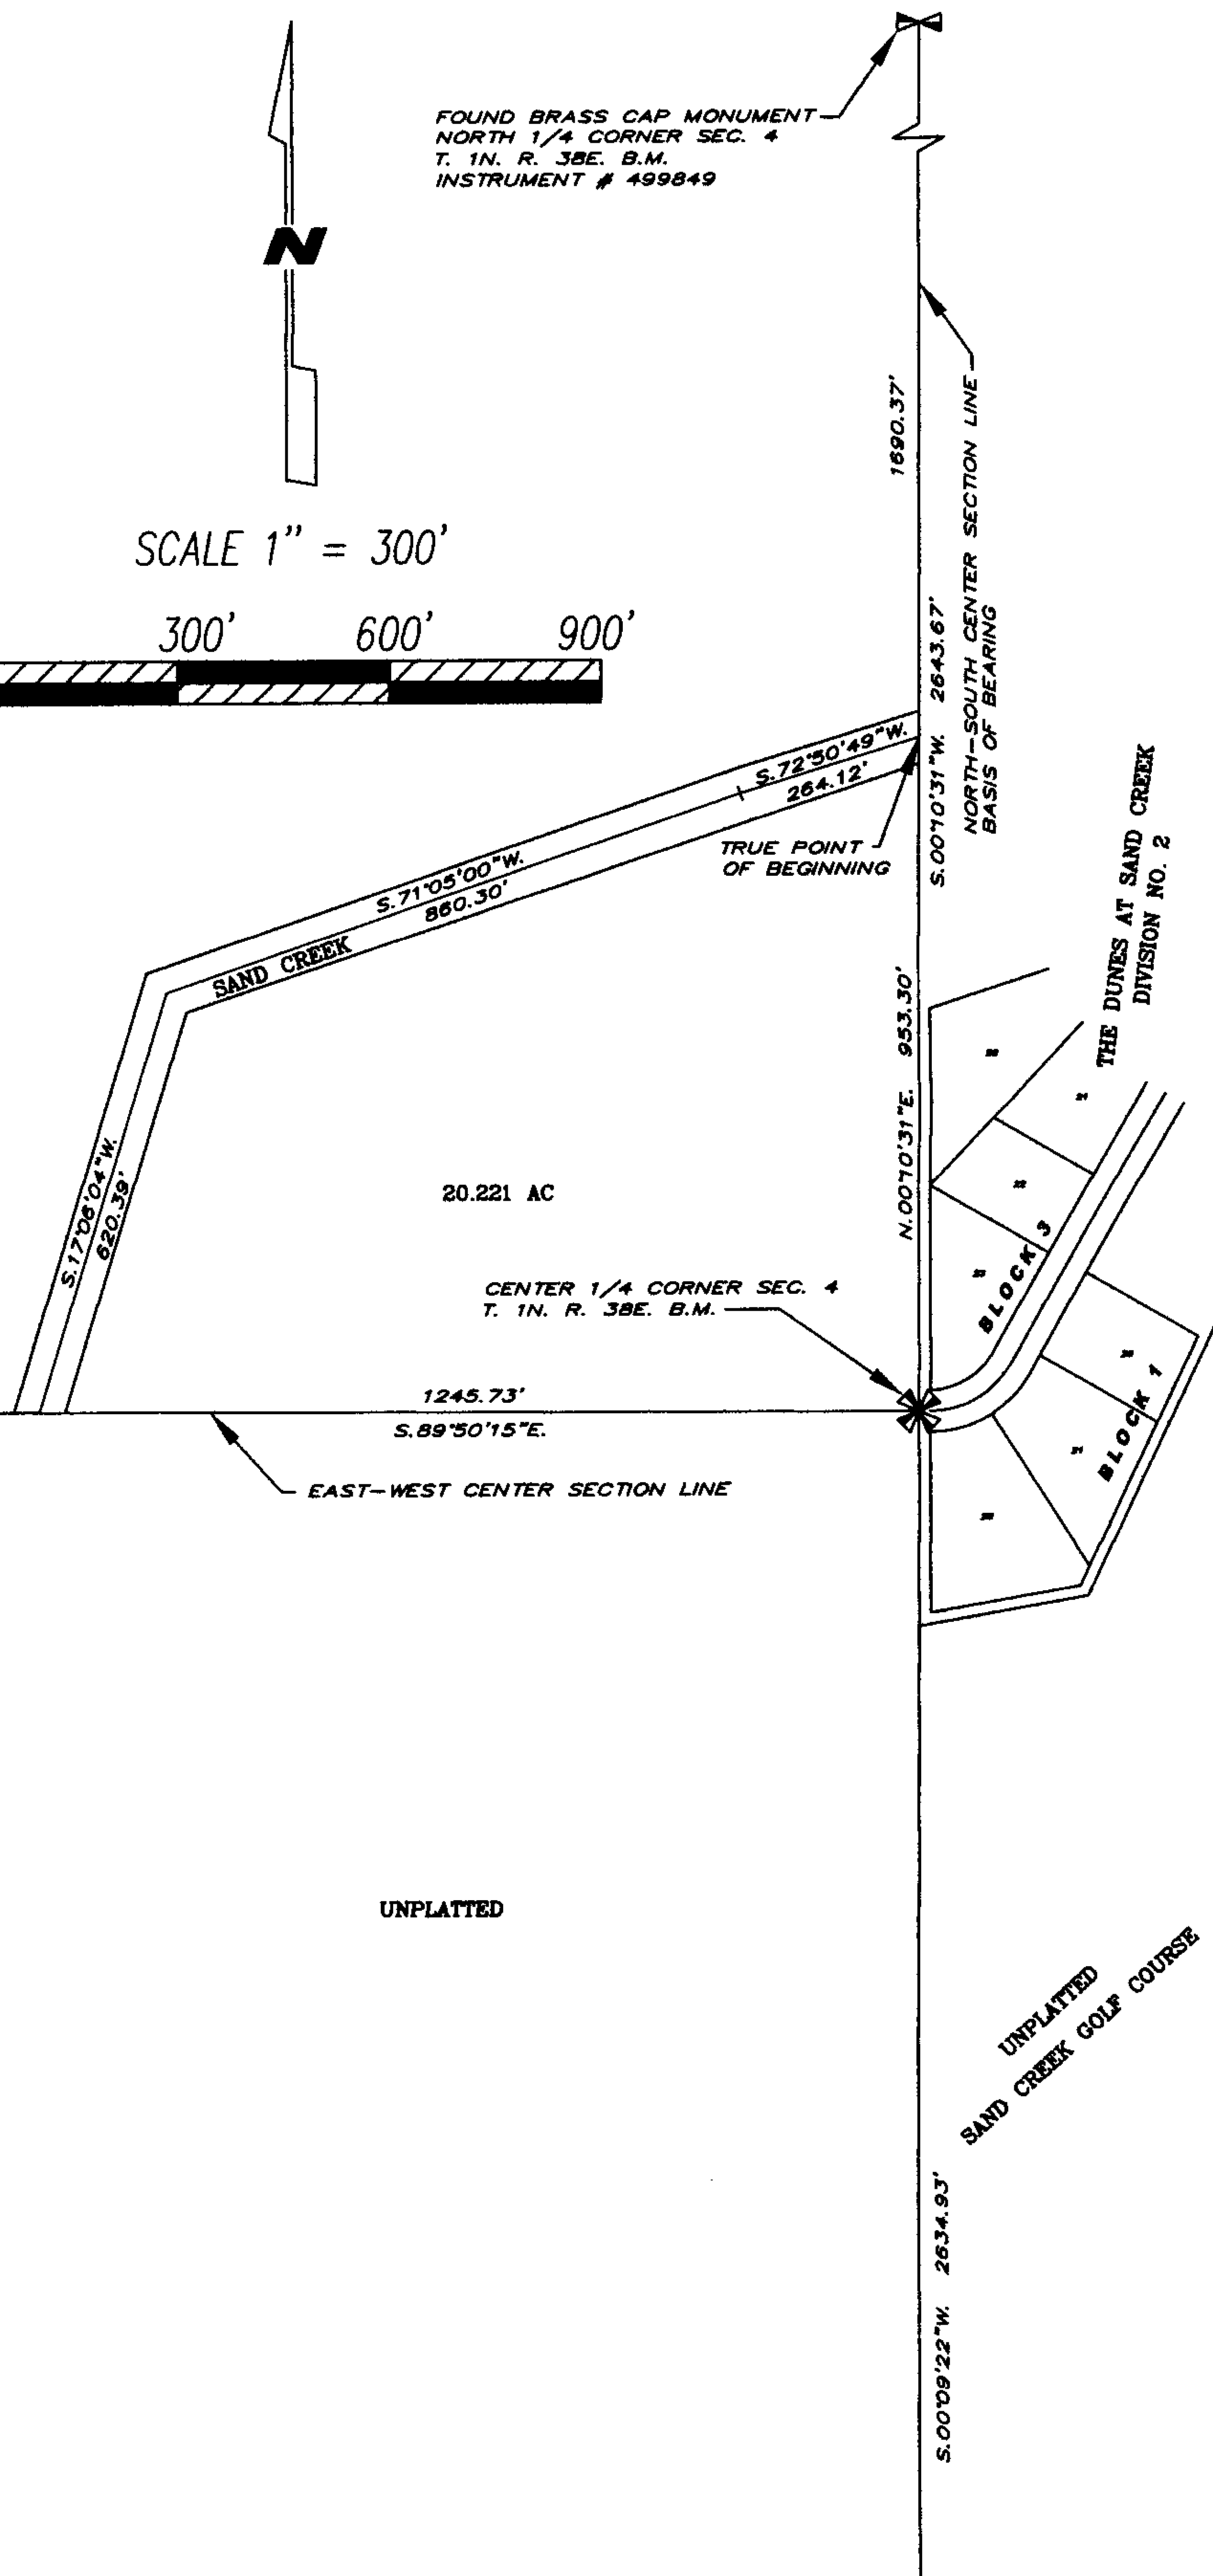 FOUND BRASS CAP MONUMENT
NORTH 1/4 CORNER SEC. 4
T. 1N. R. 38E. B.M.
INSTRUMENT # 499849
N
SCALE 1" = 300'
300' 600' 900'
1690.37'
NORTH-SOUTH CENTER SECTION LINE
BASIS OF BEARING
S.00°10'31"W. 2643.67'
S.72°50'49"W.
264.12'
TRUE POINT
OF BEGINNING
S.71°05'00"W.
860.30'
SAND CREEK
THE DUNES AT SAND CREEK
DIVISION NO. 2
N.00°10'31"E. 953.30'
S.17°06'04"W.
620.39'
20.221 AC
21
22
23
BLOCK 3
CENTER 1/4 CORNER SEC. 4
T. 1N. R. 38E. B.M.
1245.73'
S.89°50'15"E.
EAST-WEST CENTER SECTION LINE
21
BLOCK 1
UNPLATTED
UNPLATTED
SAND CREEK GOLF COURSE
S.00°09'22"W. 2634.93'